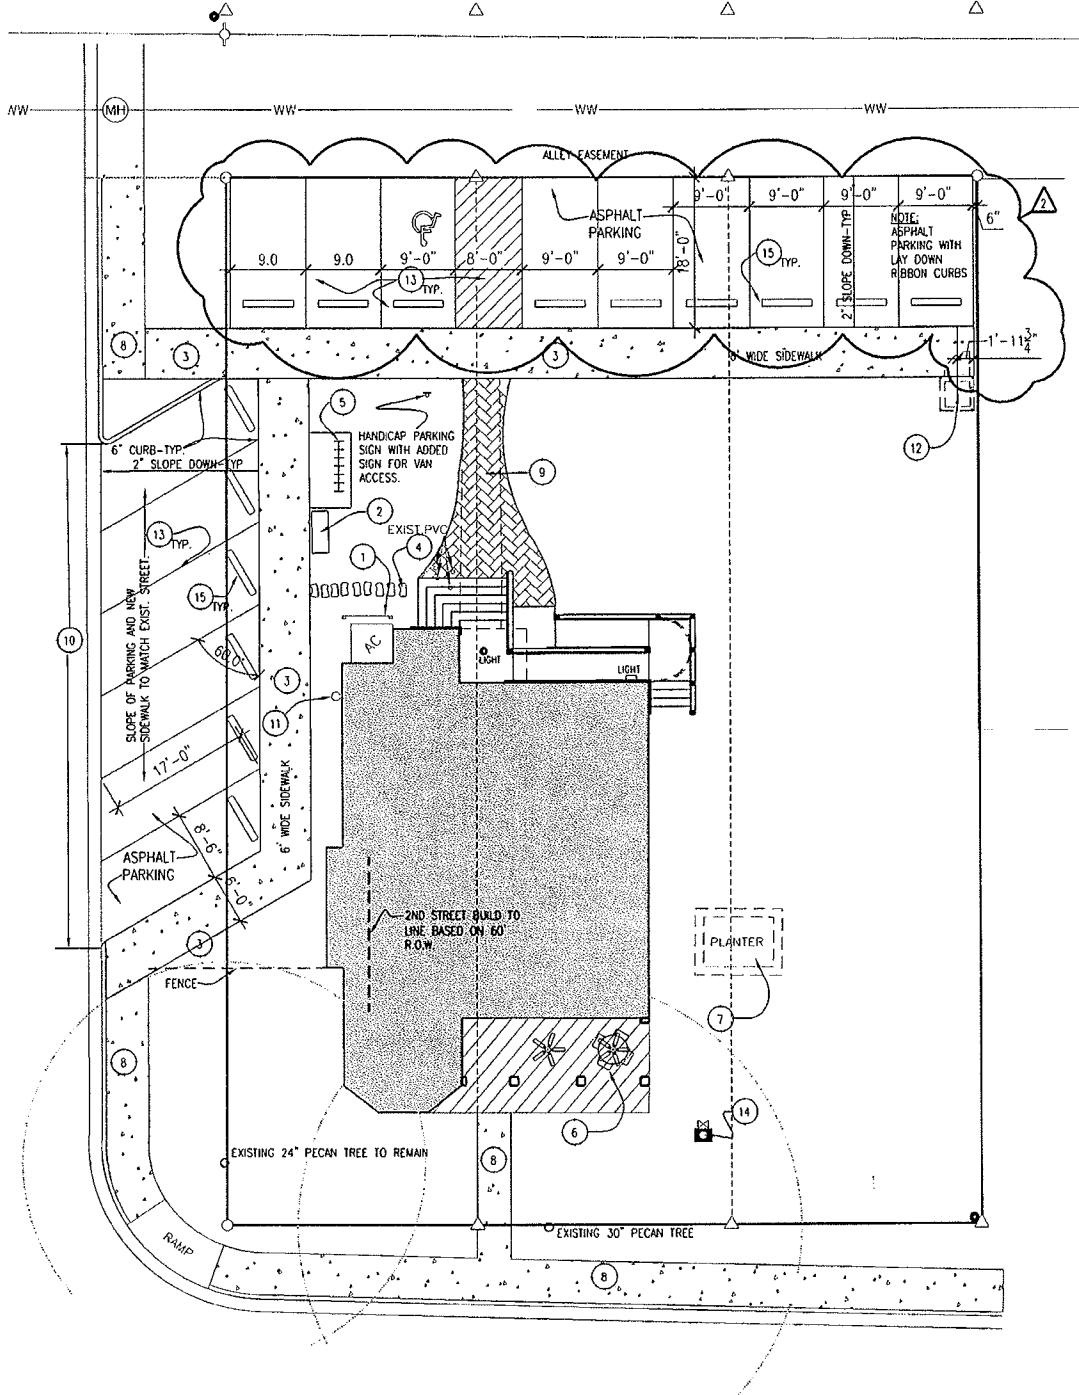 WW
MH
WW
WW
WW
ALLEY EASEMENT
2
9'-0"
9'-0"
9'-0"
9'-0"
6"
ASPHALT
PARKING
NOTE:
ASPHALT
PARKING WITH
LAY DOWN
RIBBON CURBS
18'-0"
2" SLOPE DOWN-TYP
15
TYP.
9.0
9.0
9'-0"
8'-0"
9'-0"
9'-0"
13
TYP.
8
3
3
WIDE SIDEWALK
1'-11 3/4"
5
HANDICAP PARKING
SIGN WITH ADDED
SIGN FOR VAN
ACCESS.
12
6" CURB-TYP.
2" SLOPE DOWN-TYP
9
2
EXIST.PVC
13
TYP.
1
4
15
TYP.
10
SLOPE OF PARKING AND NEW
SIDEWALK TO MATCH EXIST. STREET.
60.0°
AC
LIGHT
LIGHT
3
11
17'-0"
6' WIDE SIDEWALK
8'-6"
ASPHALT
PARKING
6'-0"
2ND STREET BUILD TO
LINE BASED ON 60'
R.O.W.
3
FENCE
PLANTER
7
8
14
6
8
EXISTING 24" PECAN TREE TO REMAIN
EXISTING 30" PECAN TREE
RAMP
8